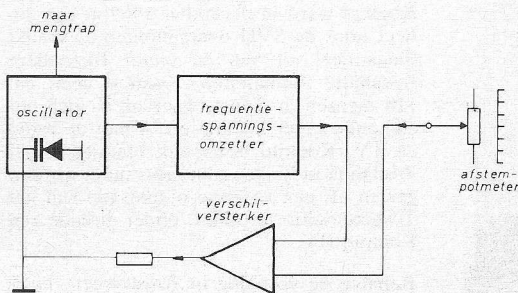 naar
mengtrap
oscillator
frequentie-
spannings-
omzetter
afstem-
potmeter
verschil-
versterker